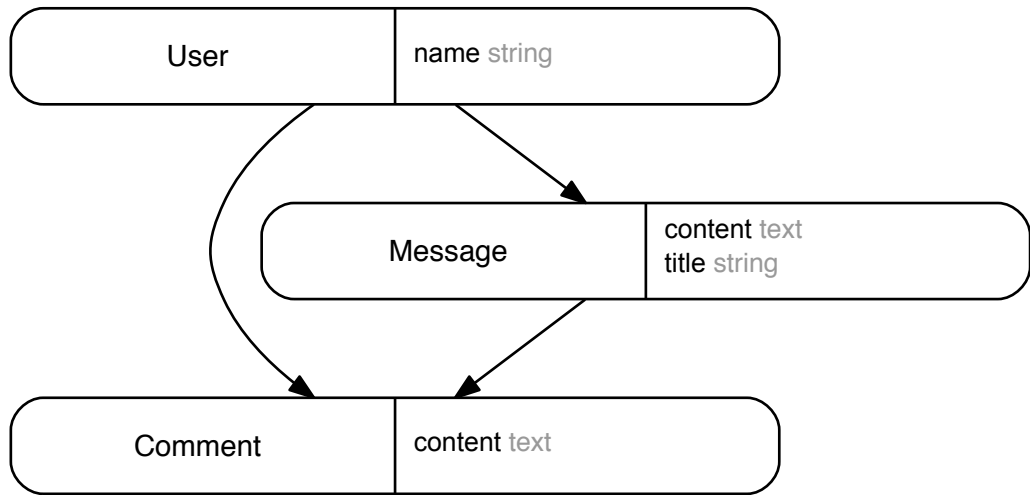 User
name string
Message
content text
title string
Comment
content text